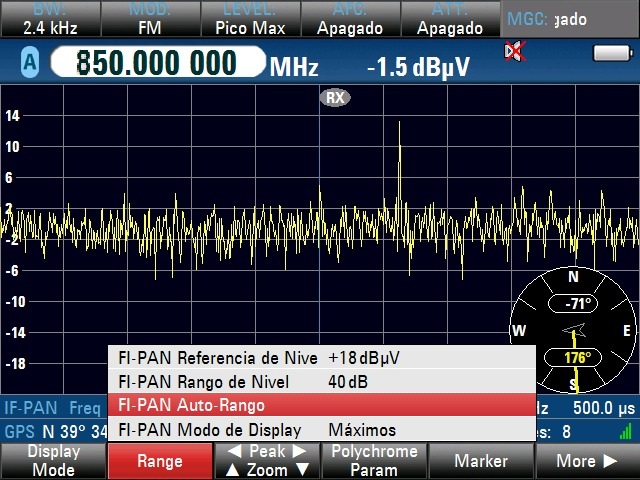 BW: MOD: LEVEL: AFC: ATT: MGC: gado
2.4 kHz FM Pico Max Apagado Apagado
A 850.000 000 MHz -1.5 dBµV
RX
14
10
6
2
-2
-6
-10
-14
-18
N
-71°
W E
176°
S
FI-PAN Referencia de Nive +18 dBµV
FI-PAN Rango de Nivel 40 dB
FI-PAN Auto-Rango
FI-PAN Modo de Display Máximos
IF-PAN Freq Hz 500.0 µs
GPS N 39° 34 es: 8
Display Mode
Range
◀ Peak ▶
▲ Zoom ▼
Polychrome Param
Marker
More ▶